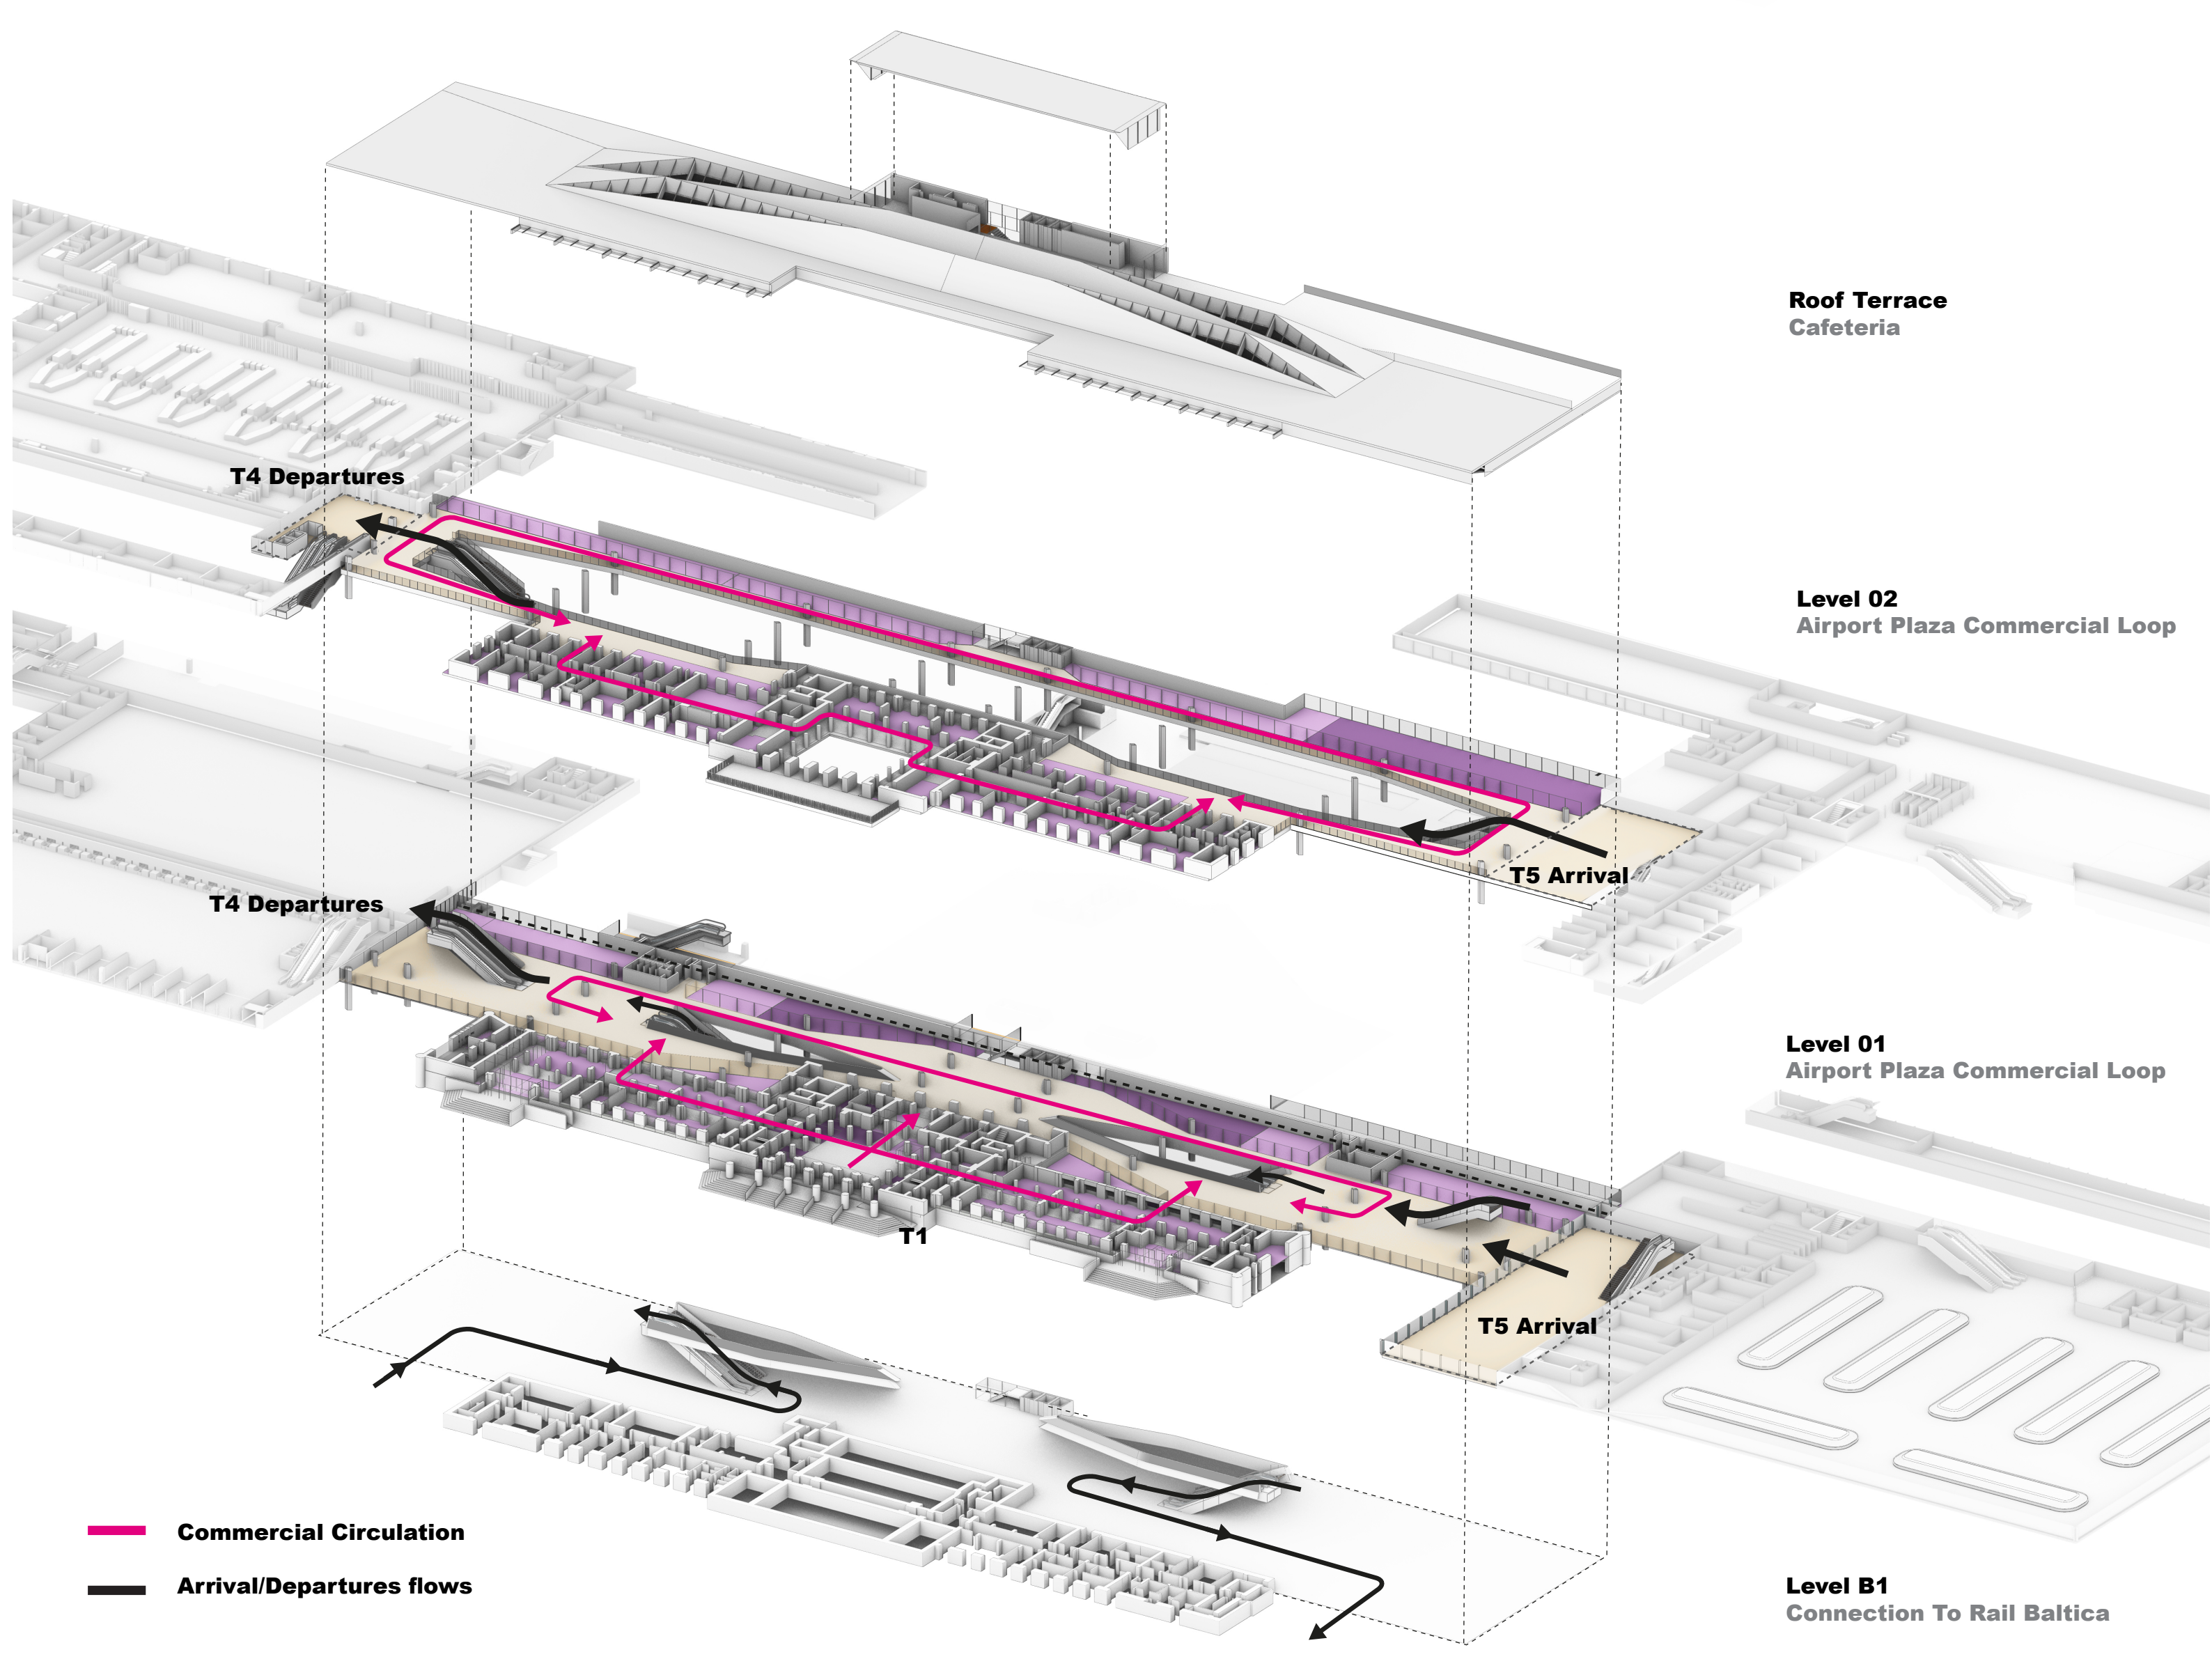 Roof Terrace
Cafeteria
T4 Departures
Level 02
Airport Plaza Commercial Loop
T5 Arrival
T4 Departures
Level 01
Airport Plaza Commercial Loop
T1
T5 Arrival
Commercial Circulation
Arrival/Departures flows
Level B1
Connection To Rail Baltica